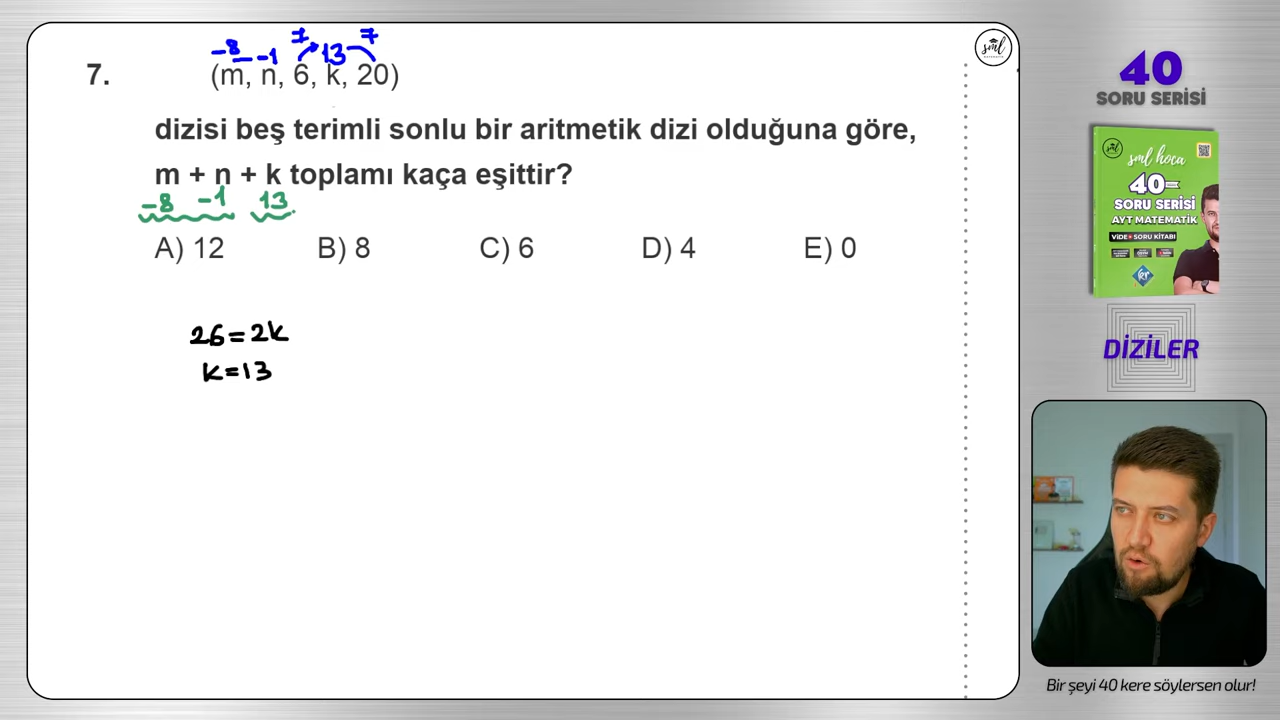 -8 -1 7 13 7
7. (m, n, 6, k, 20)
dizisi beş terimli sonlu bir aritmetik dizi olduğuna göre,
m + n + k toplamı kaça eşittir?
-8 -1 13
A) 12 B) 8 C) 6 D) 4 E) 0
26=2k
k=13
sml
40
SORU SERİSİ
sml hoca
40
SORU SERİSİ
AYT MATEMATİK
VİDEO SORU KİTABI
DİZİLER
Bir şeyi 40 kere söylersen olur!